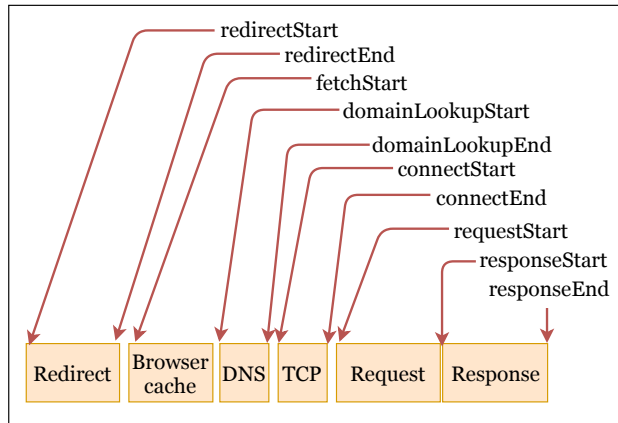 redirectStart
redirectEnd
fetchStart
domainLookupStart
domainLookupEnd
connectStart
connectEnd
requestStart
responseStart
responseEnd
Redirect
Browser
cache
DNS
TCP
Request
Response